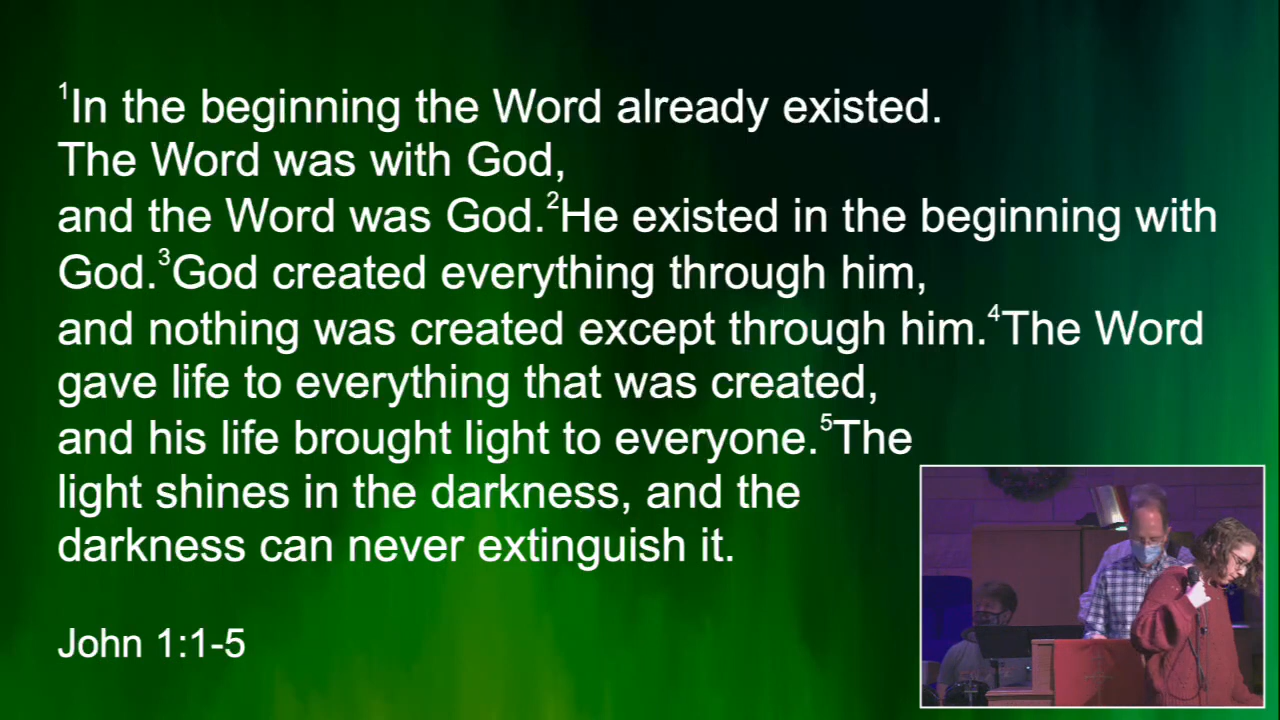 ¹In the beginning the Word already existed.
The Word was with God,
and the Word was God.²He existed in the beginning with
God.³God created everything through him,
and nothing was created except through him.⁴The Word
gave life to everything that was created,
and his life brought light to everyone.⁵The
light shines in the darkness, and the
darkness can never extinguish it.
John 1:1-5